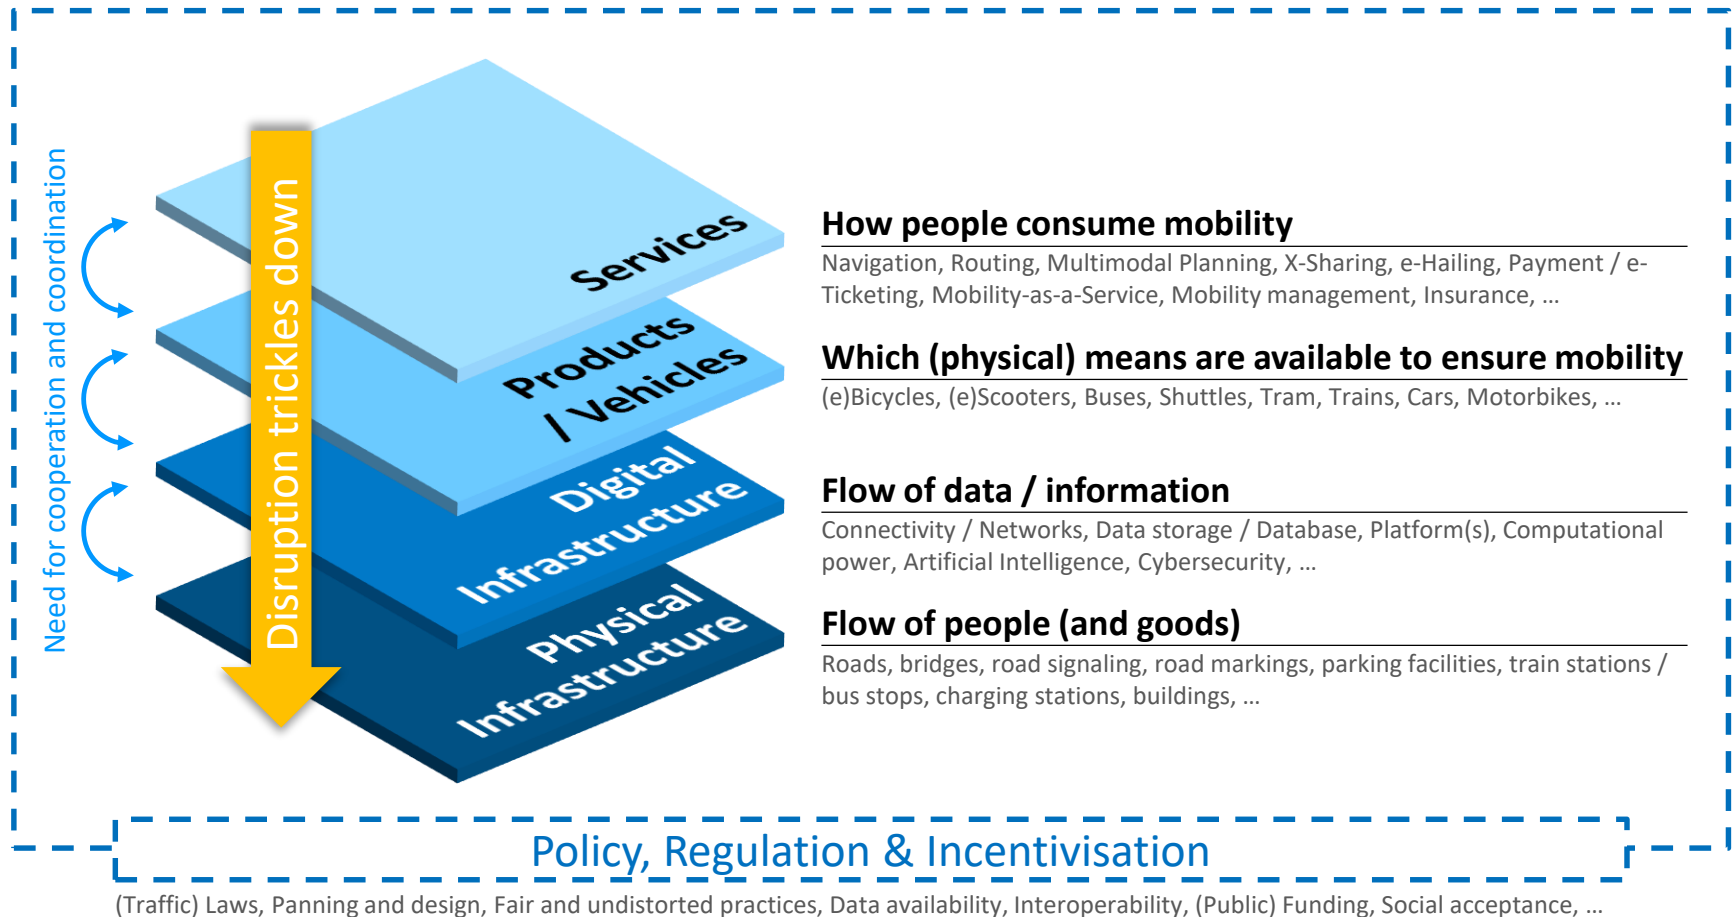 Need for cooperation and coordination
Disruption trickles down
Services
Products
/ Vehicles
Digital
Infrastructure
Physical
Infrastructure
How people consume mobility
Navigation, Routing, Multimodal Planning, X-Sharing, e-Hailing, Payment / e-
Ticketing, Mobility-as-a-Service, Mobility management, Insurance, …
Which (physical) means are available to ensure mobility
(e)Bicycles, (e)Scooters, Buses, Shuttles, Tram, Trains, Cars, Motorbikes, …
Flow of data / information
Connectivity / Networks, Data storage / Database, Platform(s), Computational
power, Artificial Intelligence, Cybersecurity, …
Flow of people (and goods)
Roads, bridges, road signaling, road markings, parking facilities, train stations /
bus stops, charging stations, buildings, …
Policy, Regulation & Incentivisation
(Traffic) Laws, Panning and design, Fair and undistorted practices, Data availability, Interoperability, (Public) Funding, Social acceptance, …